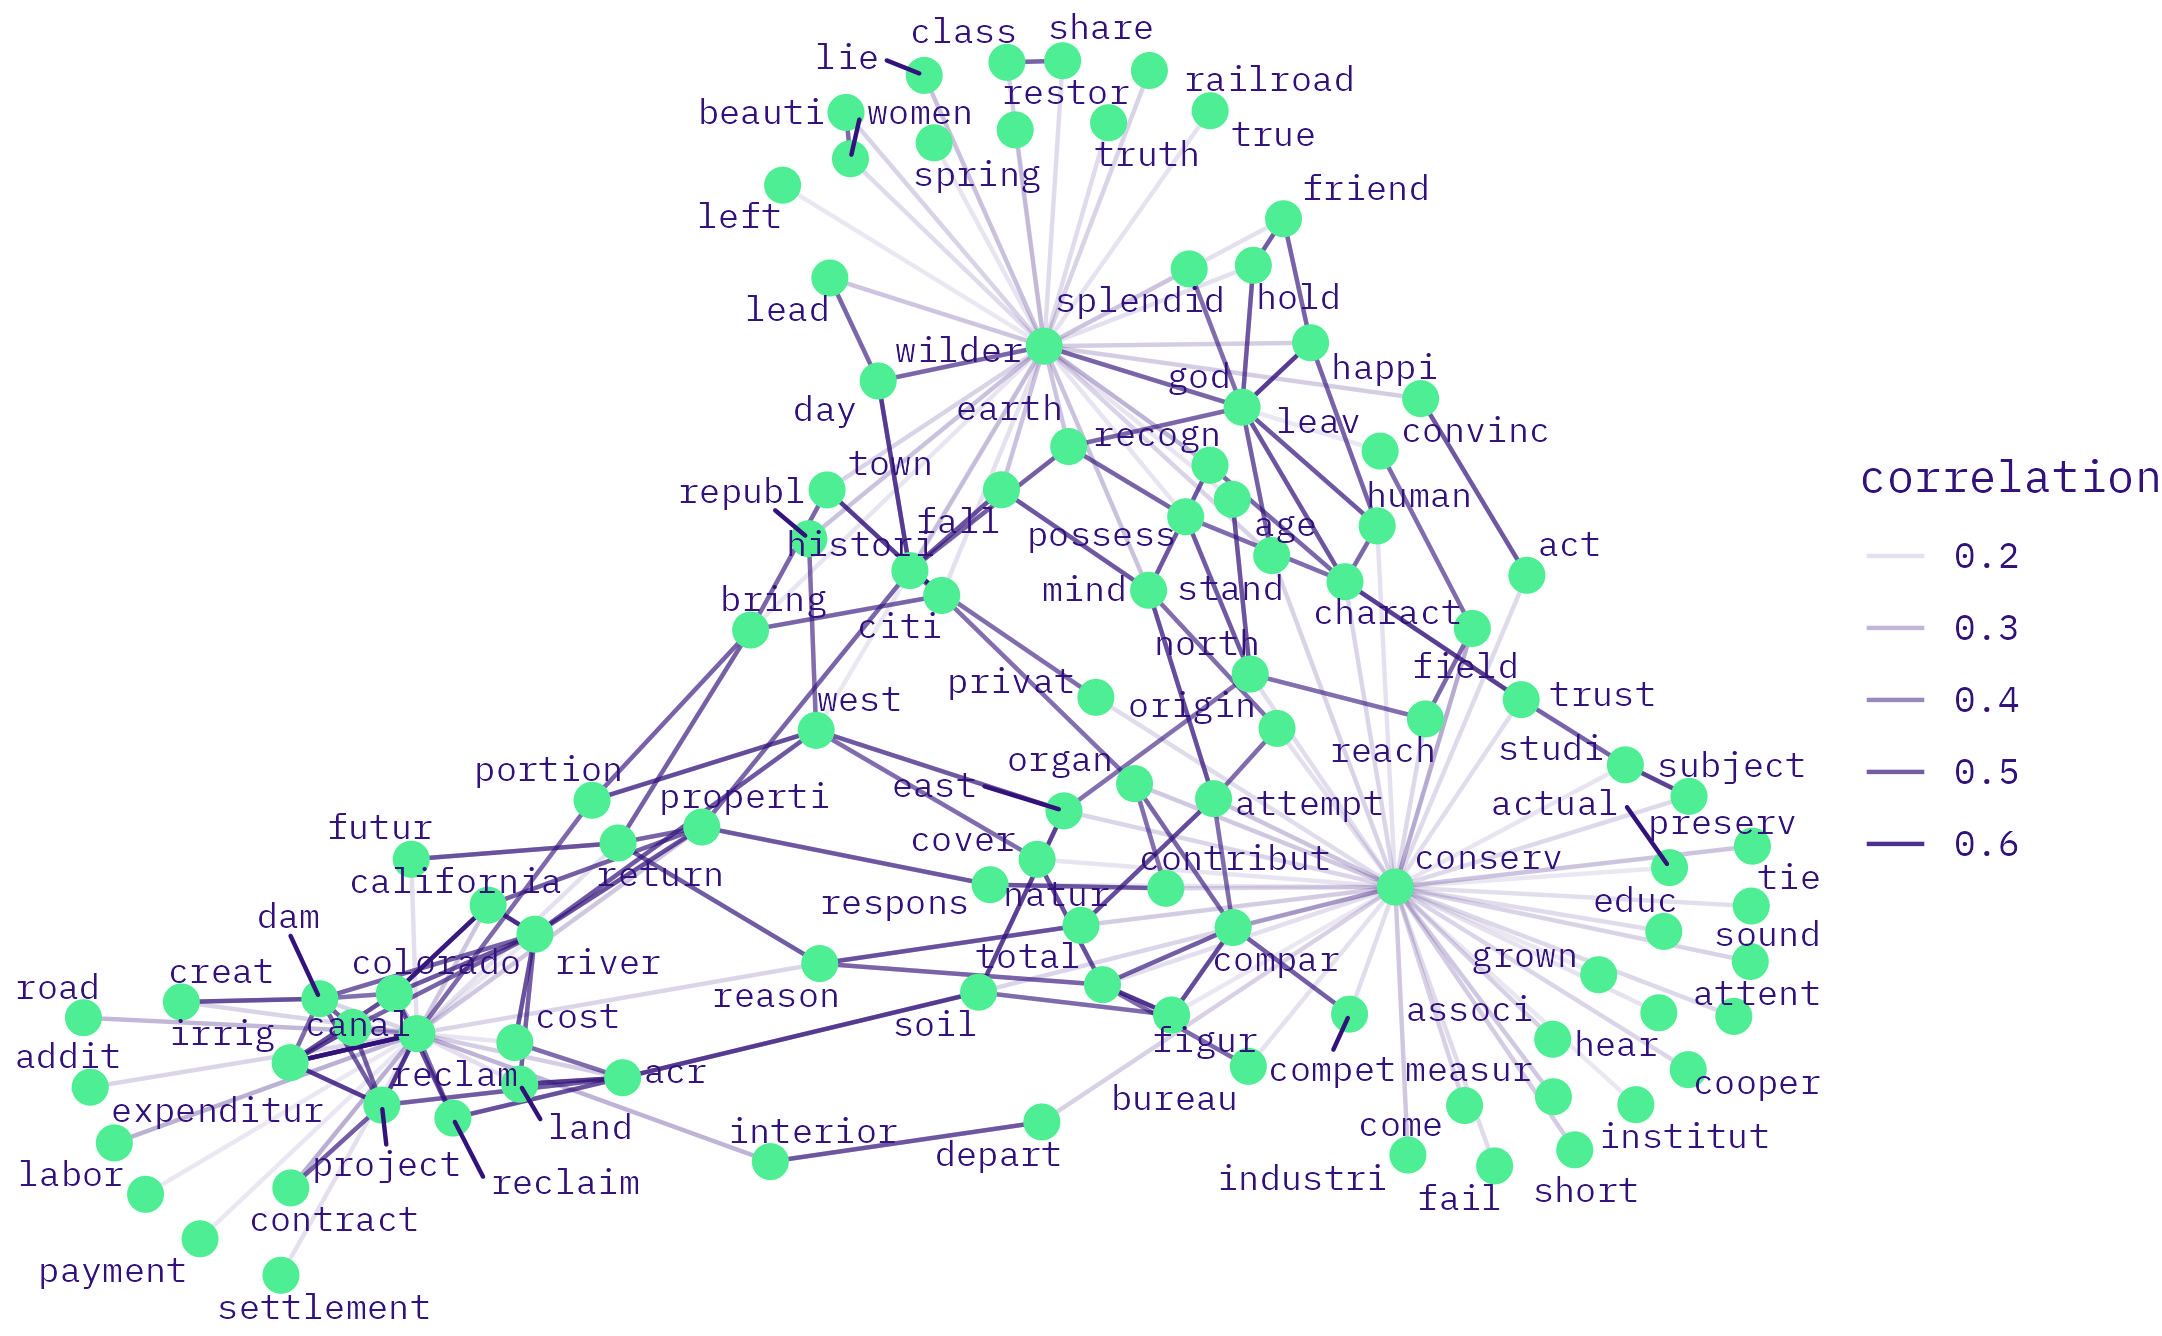 class
share
lie
railroad
restor
beauti
women
true
truth
spring
friend
left
hold
splendid
lead
wilder
happi
god
earth
day
leav
convinc
recogn
town
correlation
republ
human
fall
age
possess
histori
act
0.2
mind
stand
bring
charact
citi
0.3
north
field
privat
trust
west
origin
0.4
studi
reach
organ
subject
portion
0.5
east
properti
attempt
actual
futur
preserv
cover
0.6
contribut
conserv
california
return
tie
natur
respons
educ
dam
sound
total
grown
compar
colorado
river
creat
road
reason
attent
associ
cost
soil
canal
irrig
figur
hear
addit
reclam
acr
compet
measur
cooper
bureau
expenditur
land
interior
come
institut
depart
project
labor
reclaim
industri
short
fail
contract
payment
settlement